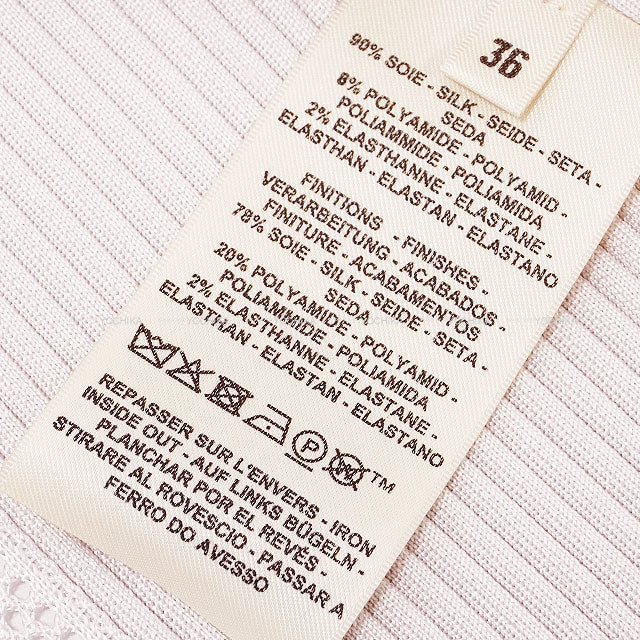 36
90% SOIE - SILK - SEIDE - SETA -
SEDA
8% POLYAMIDE - POLYAMID -
POLIAMMIDE - POLIAMIDA
2% ELASTHANNE - ELASTANE -
ELASTHAN - ELASTAN - ELASTANO
FINITIONS - FINISHES -
VERARBEITUNG - ACABADOS -
FINITURE - ACABAMENTOS
78% SOIE - SILK - SEIDE - SETA -
SEDA
20% POLYAMIDE - POLYAMID -
POLIAMMIDE - POLIAMIDA
2% ELASTHANNE - ELASTANE -
ELASTHAN - ELASTAN - ELASTANO
P W TM
REPASSER SUR L'ENVERS - IRON
INSIDE OUT - AUF LINKS BÜGELN -
PLANCHAR POR EL REVÉS -
STIRARE AL ROVESCIO - PASSAR A
FERRO DO AVESSO